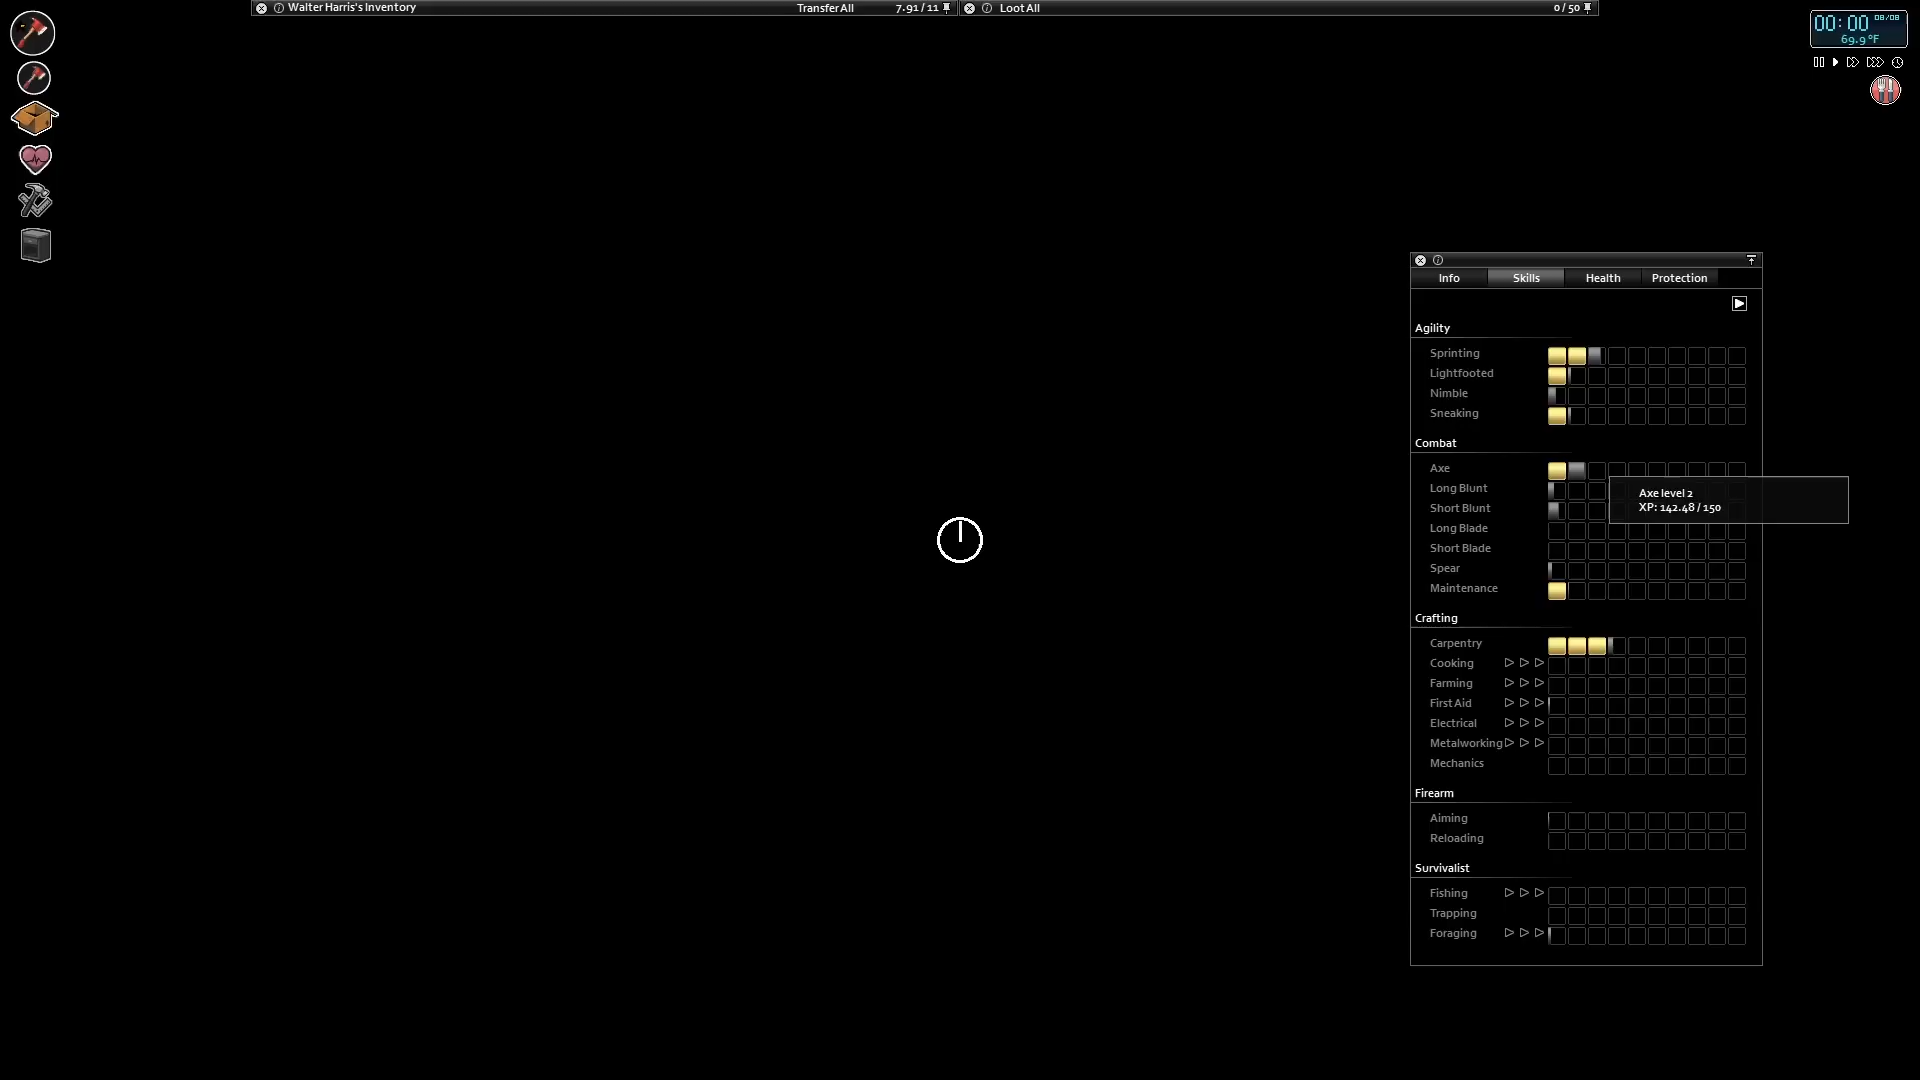 Walter Harris's Inventory
Transfer All
7.91 / 11
Loot All
0 / 50
00:00
08/08
69.9 °F
Info
Skills
Health
Protection
Agility
Sprinting
Lightfooted
Nimble
Sneaking
Combat
Axe
Long Blunt
Short Blunt
Long Blade
Short Blade
Spear
Maintenance
Axe level 2
XP: 142.48 / 150
Crafting
Carpentry
Cooking
Farming
First Aid
Electrical
Metalworking
Mechanics
Firearm
Aiming
Reloading
Survivalist
Fishing
Trapping
Foraging